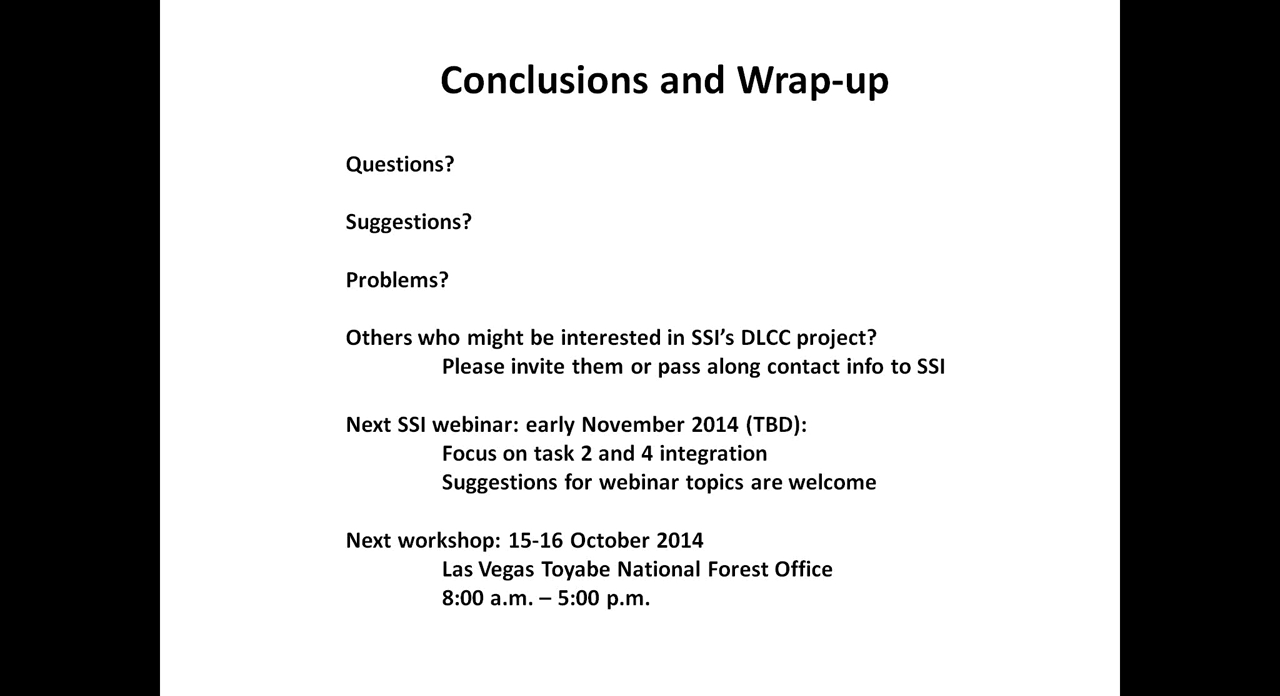 Conclusions and Wrap-up
Questions?
Suggestions?
Problems?
Others who might be interested in SSI’s DLCC project?
Please invite them or pass along contact info to SSI
Next SSI webinar: early November 2014 (TBD):
Focus on task 2 and 4 integration
Suggestions for webinar topics are welcome
Next workshop: 15-16 October 2014
Las Vegas Toyabe National Forest Office
8:00 a.m. – 5:00 p.m.